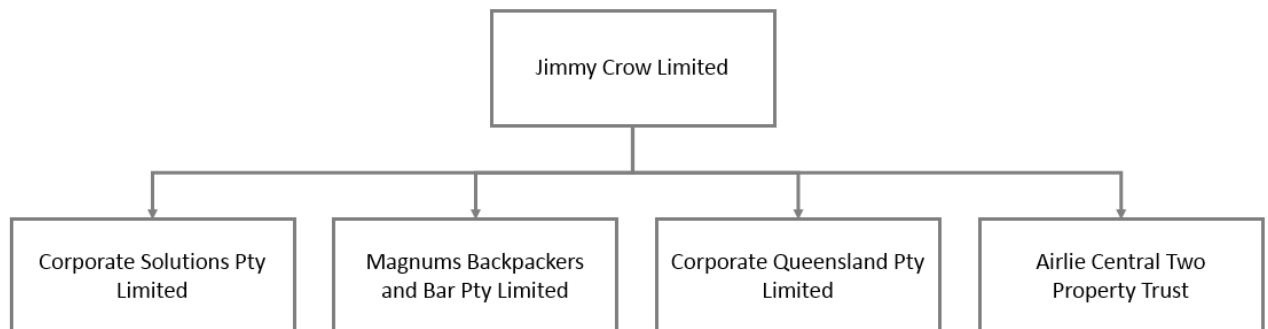 Jimmy Crow Limited
Corporate Solutions Pty
Limited
Magnums Backpackers
and Bar Pty Limited
Corporate Queensland Pty
Limited
Airlie Central Two
Property Trust